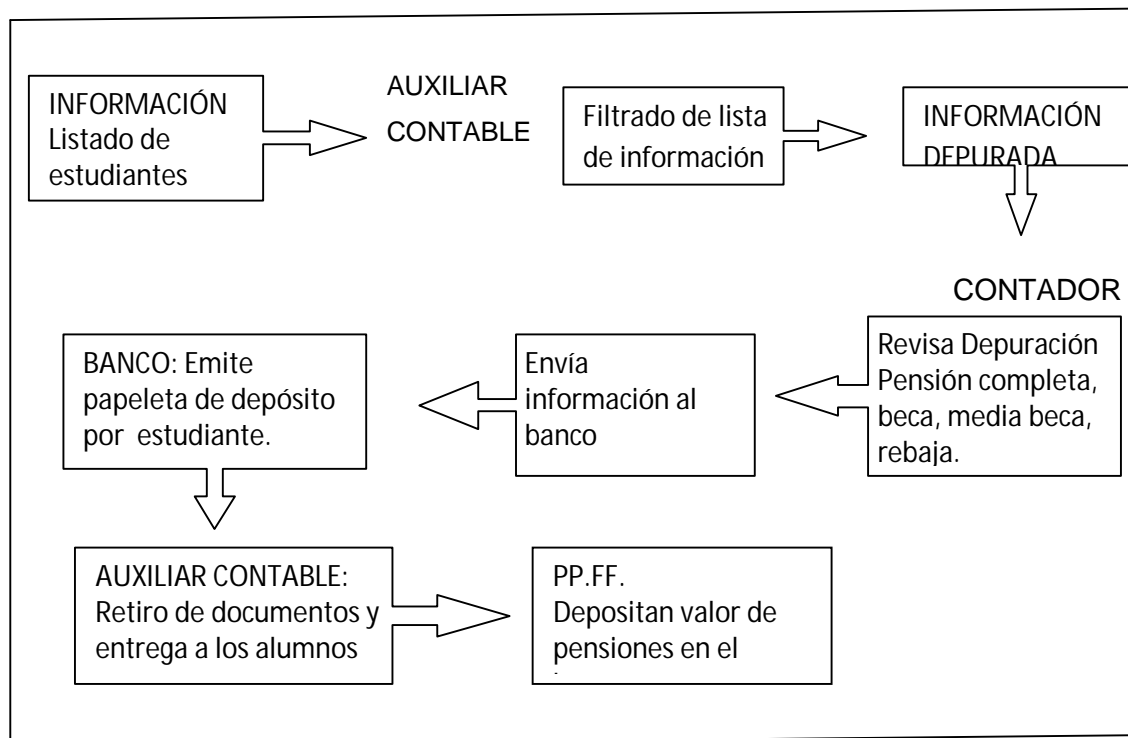 INFORMACIÓN
Listado de
estudiantes
AUXILIAR
CONTABLE
Filtrado de lista
de información
INFORMACIÓN
DEPURADA
CONTADOR
Revisa Depuración
Pensión completa,
beca, media beca,
rebaja.
Envía
información al
banco
BANCO: Emite
papeleta de depósito
por estudiante.
AUXILIAR CONTABLE:
Retiro de documentos y
entrega a los alumnos
PP.FF.
Depositan valor de
pensiones en el